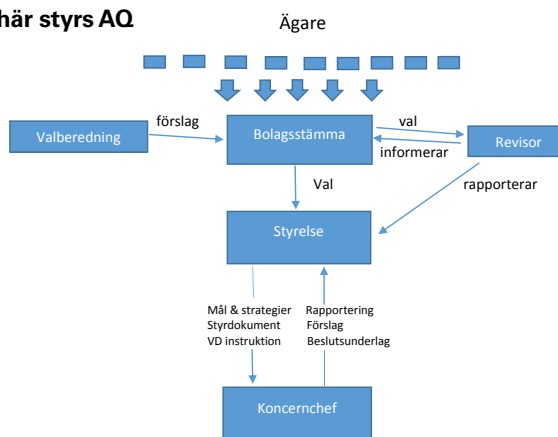 här styrs AQ
Ägare
förslag
val
Valberedning
Bolagsstämma
Revisor
informerar
Val
rapporterar
Styrelse
Mål & strategier
Styrdokument
VD instruktion
Rapportering
Förslag
Beslutsunderlag
Koncernchef